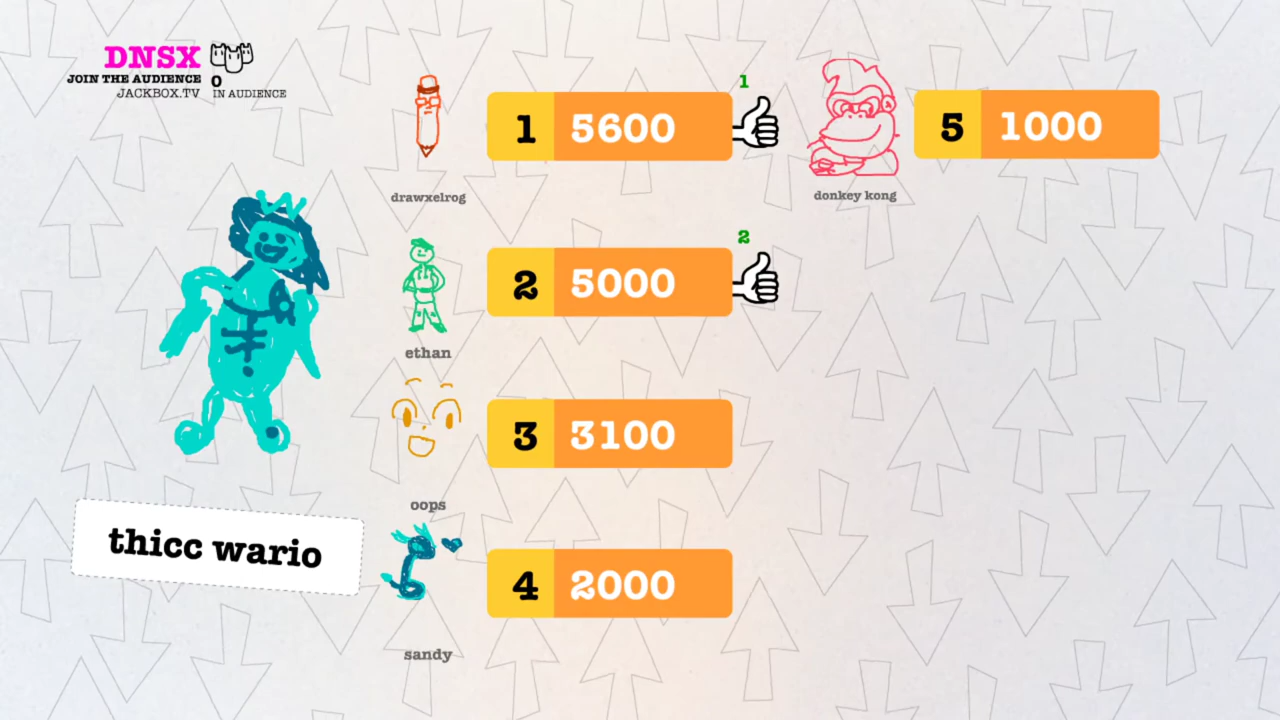 DNSX
JOIN THE AUDIENCE
JACKBOX.TV
0
IN AUDIENCE
thicc wario
1 5600
1
drawxelrog
2 5000
2
ethan
3 3100
oops
4 2000
sandy
5 1000
donkey kong